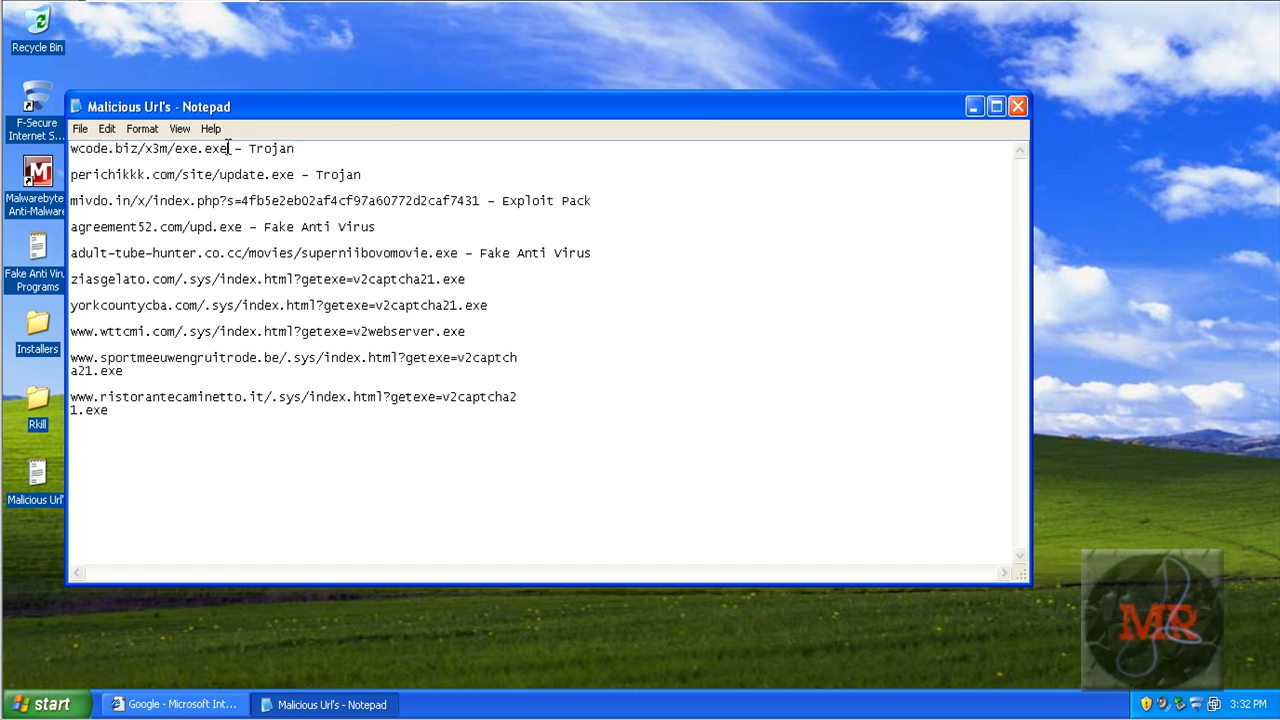 Recycle Bin
F-Secure
Internet S...
Malwarebyte
Anti-Malware
Fake Anti Viru
Programs
Installers
Rkill
Malicious Url'
Malicious Url's - Notepad
File Edit Format View Help
wcode.biz/x3m/exe.exe - Trojan
perichikkk.com/site/update.exe - Trojan
mivdo.in/x/index.php?s=4fb5e2eb02af4cf97a60772d2caf7431 - Exploit Pack
agreement52.com/upd.exe - Fake Anti Virus
adult-tube-hunter.co.cc/movies/superniibovomovie.exe - Fake Anti Virus
ziasgelato.com/.sys/index.html?getexe=v2captcha21.exe
yorkcountycba.com/.sys/index.html?getexe=v2captcha21.exe
www.wttcmi.com/.sys/index.html?getexe=v2webserver.exe
www.sportmeeuwengruitrode.be/.sys/index.html?getexe=v2captch
a21.exe
www.ristorantecaminetto.it/.sys/index.html?getexe=v2captcha2
1.exe
MR
start
Google - Microsoft Int...
Malicious Url's - Notepad
3:32 PM